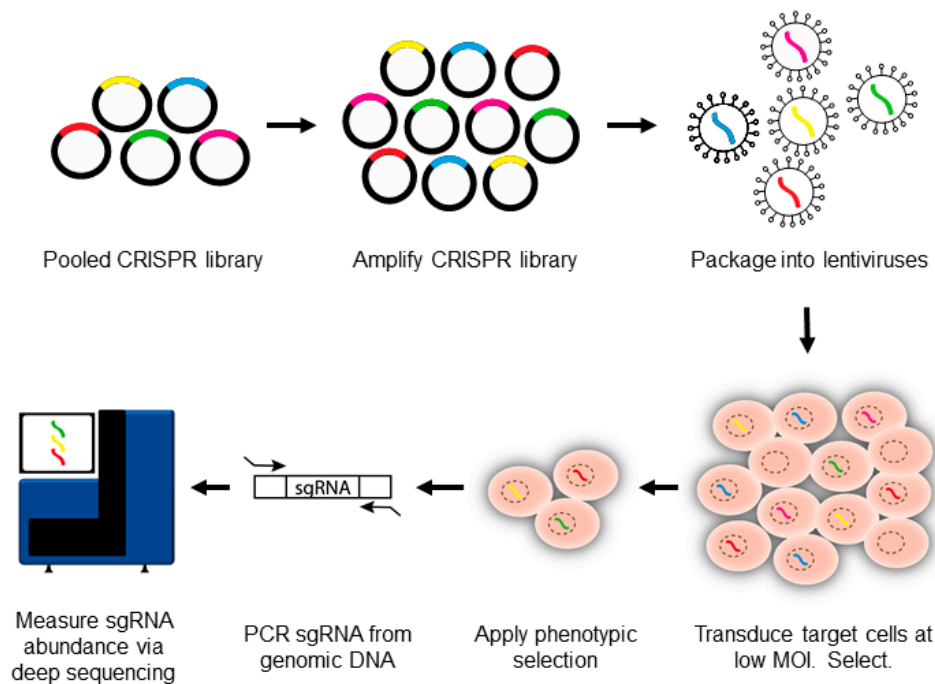 Pooled CRISPR library
Amplify CRISPR library
Package into lentiviruses
Transduce target cells at
low MOI.  Select.
Apply phenotypic
selection
sgRNA
PCR sgRNA from
genomic DNA
Measure sgRNA
abundance via
deep sequencing